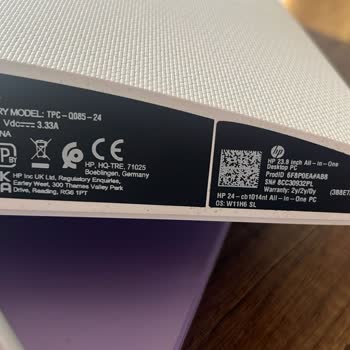 RY MODEL: TPC-Q085-24
Vdc 3.33A
NA
HP, HQ-TRE, 71025
Boeblingen, Germany
HP Inc UK Ltd, Regulatory Enquiries,
Earley West, 300 Thames Valley Park
Drive, Reading, RG6 1PT
hp
HP 23.8 inch All-in-One
Desktop PC
ProdID 6F8P0EA#AB8
SN# 8CC30932PL
Warranty: 2y/2y/0y
HP 24-cb1014nt All-in-One PC
OS: W11H6 SL